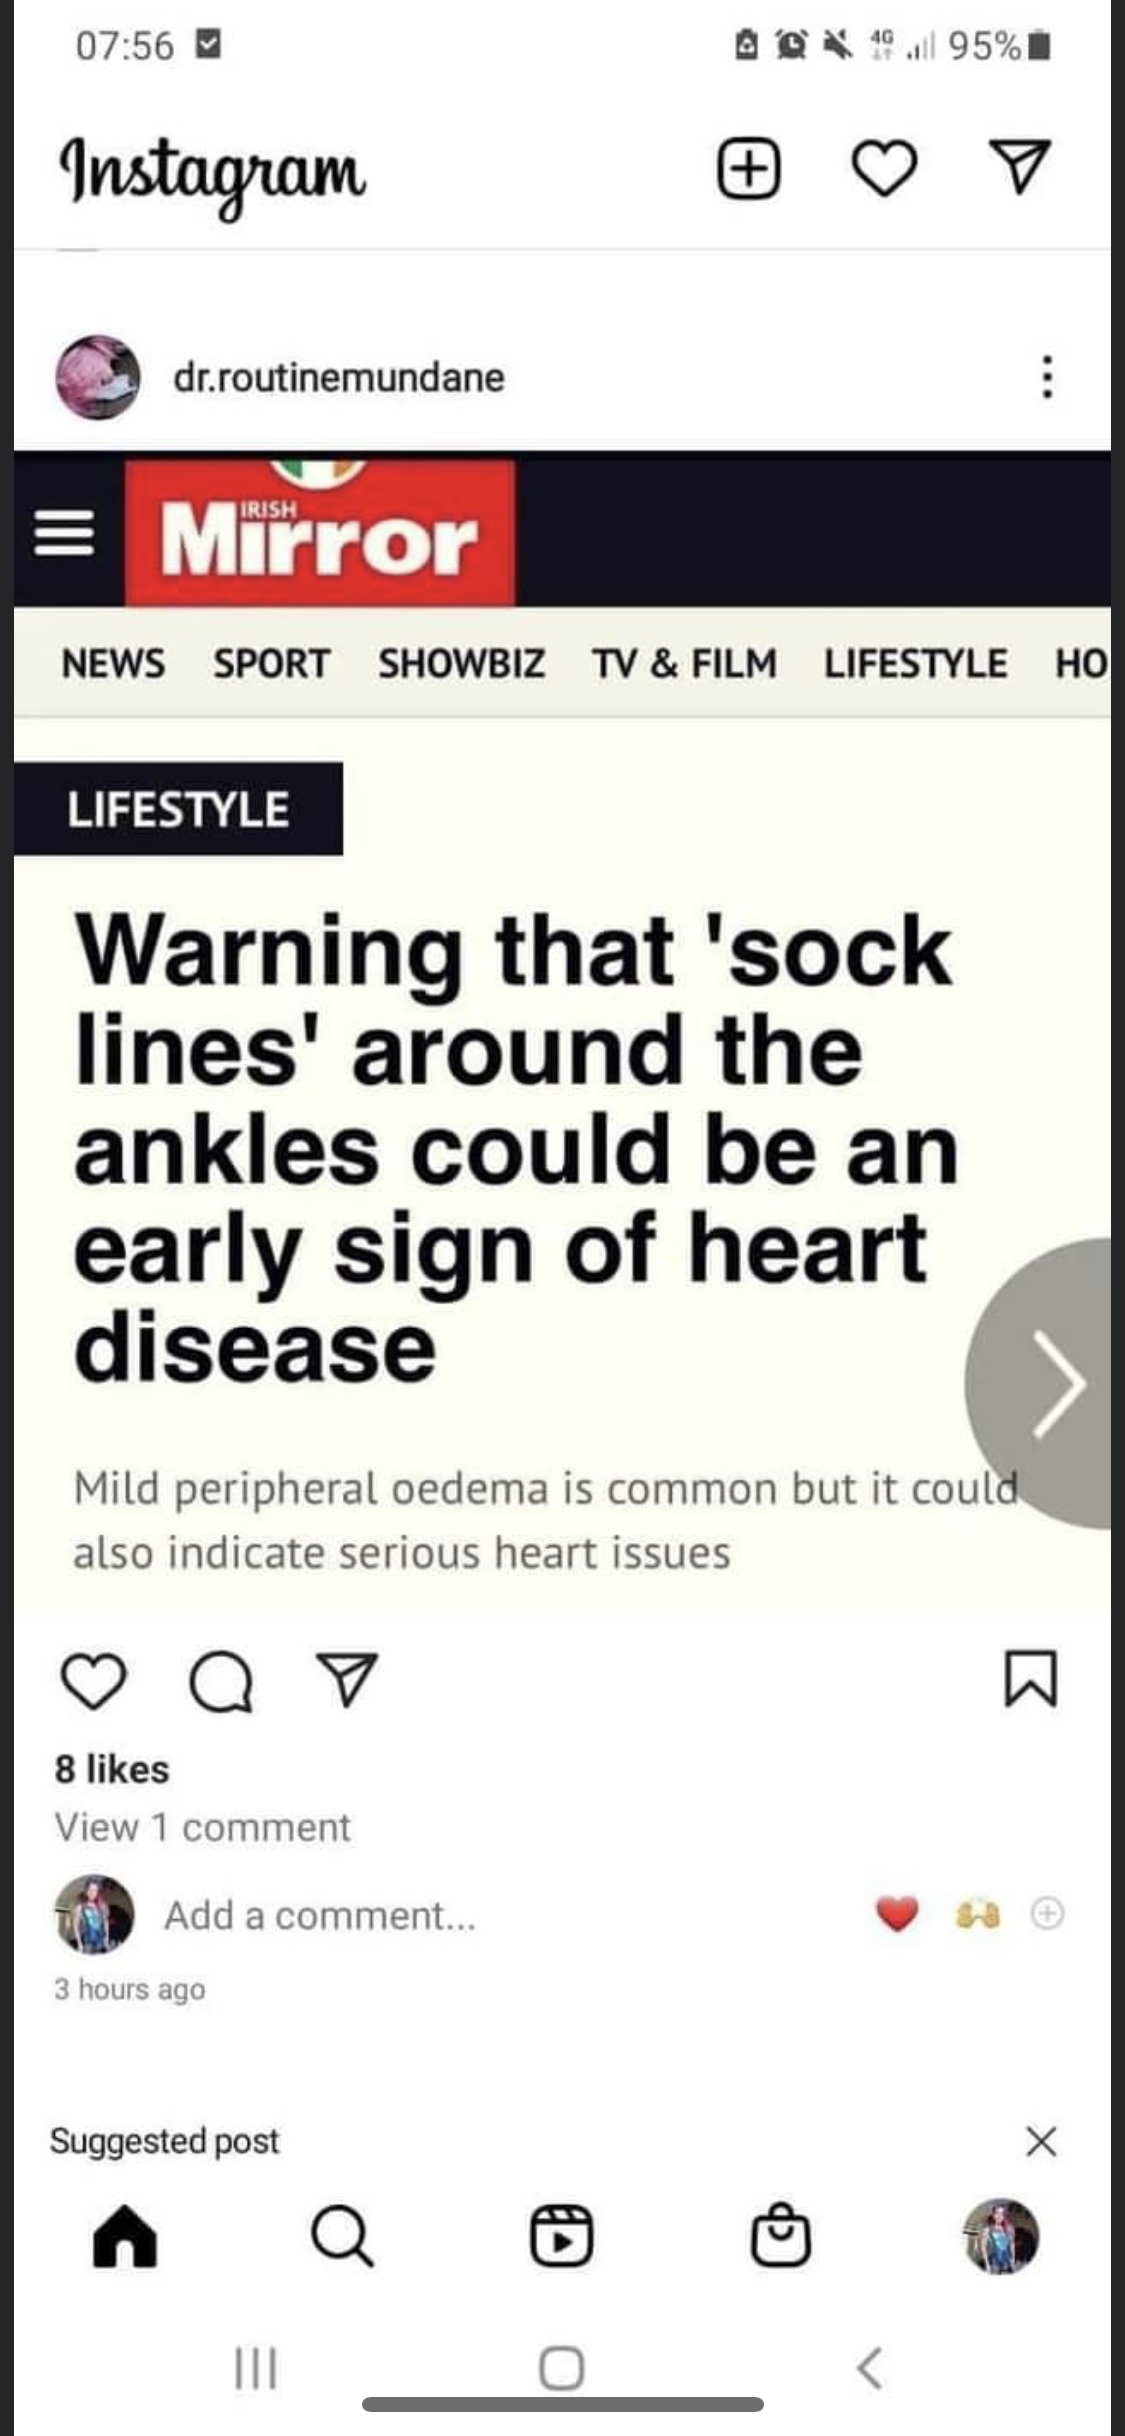 07:56 4G 95%
Instagram
dr.routinemundane
IRISH
Mirror
NEWS SPORT SHOWBIZ TV & FILM LIFESTYLE HO
LIFESTYLE
Warning that 'sock
lines' around the
ankles could be an
early sign of heart
disease
Mild peripheral oedema is common but it could
also indicate serious heart issues
8 likes
View 1 comment
Add a comment...
3 hours ago
Suggested post